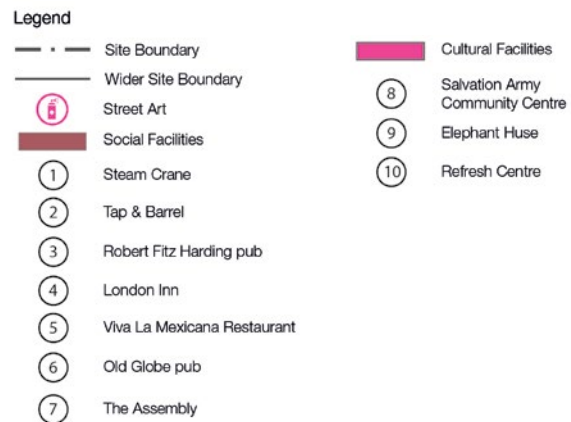 Legend
Site Boundary
Wider Site Boundary
Street Art
Social Facilities
1 Steam Crane
2 Tap & Barrel
3 Robert Fitz Harding pub
4 London Inn
5 Viva La Mexicana Restaurant
6 Old Globe pub
7 The Assembly
Cultural Facilities
8 Salvation Army
Community Centre
9 Elephant Huse
10 Refresh Centre